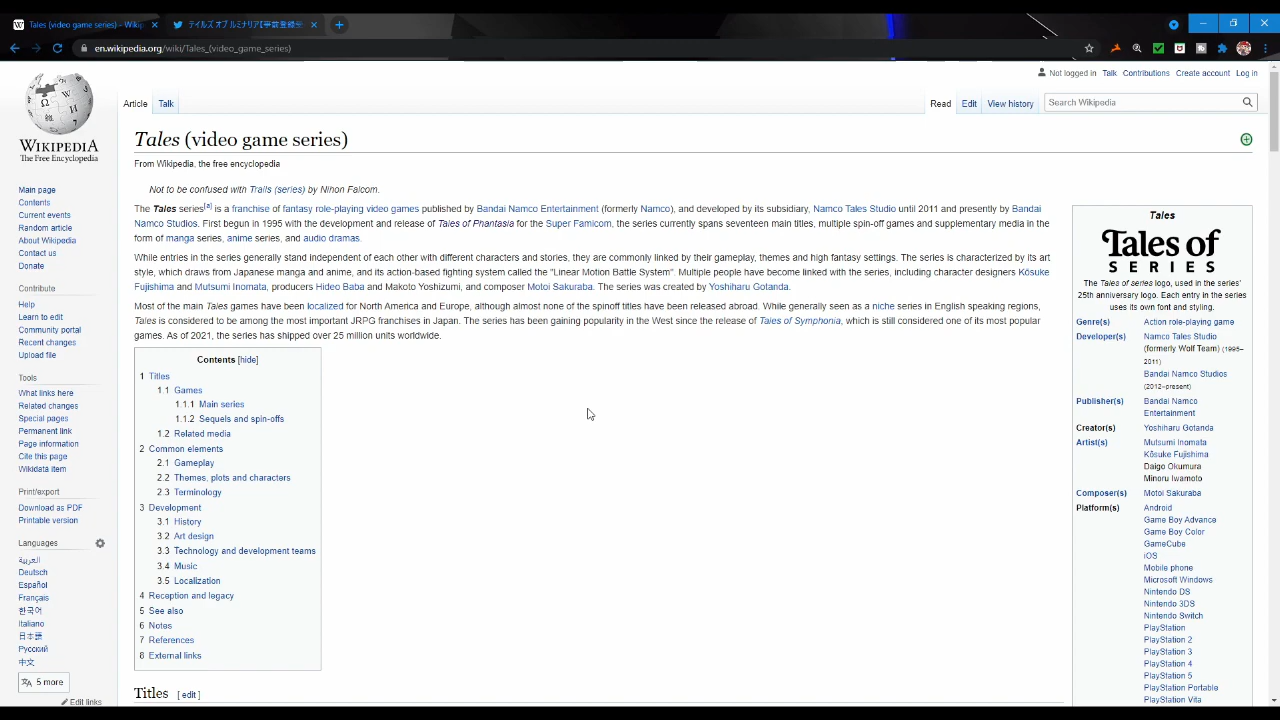 Tales (video game series) - Wikip
テイルズ オブ ルミナリア【事前登録受
en.wikipedia.org/wiki/Tales_(video_game_series)
Not logged in Talk Contributions Create account Log in
Article Talk
Read Edit View history Search Wikipedia
WIKIPEDIA
The Free Encyclopedia
Main page
Contents
Current events
Random article
About Wikipedia
Contact us
Donate
Contribute
Help
Learn to edit
Community portal
Recent changes
Upload file
Tools
What links here
Related changes
Special pages
Permanent link
Page information
Cite this page
Wikidata item
Print/export
Download as PDF
Printable version
Languages
العربية
Deutsch
Español
Français
한국어
Italiano
日本語
Русский
中文
5 more
Edit links
Tales (video game series)
From Wikipedia, the free encyclopedia
Not to be confused with Trails (series) by Nihon Falcom.
The Tales series[a] is a franchise of fantasy role-playing video games published by Bandai Namco Entertainment (formerly Namco), and developed by its subsidiary, Namco Tales Studio until 2011 and presently by Bandai
Namco Studios. First begun in 1995 with the development and release of Tales of Phantasia for the Super Famicom, the series currently spans seventeen main titles, multiple spin-off games and supplementary media in the
form of manga series, anime series, and audio dramas.
While entries in the series generally stand independent of each other with different characters and stories, they are commonly linked by their gameplay, themes and high fantasy settings. The series is characterized by its art
style, which draws from Japanese manga and anime, and its action-based fighting system called the "Linear Motion Battle System". Multiple people have become linked with the series, including character designers Kōsuke
Fujishima and Mutsumi Inomata, producers Hideo Baba and Makoto Yoshizumi, and composer Motoi Sakuraba. The series was created by Yoshiharu Gotanda.
Most of the main Tales games have been localized for North America and Europe, although almost none of the spinoff titles have been released abroad. While generally seen as a niche series in English speaking regions,
Tales is considered to be among the most important JRPG franchises in Japan. The series has been gaining popularity in the West since the release of Tales of Symphonia, which is still considered one of its most popular
games. As of 2021, the series has shipped over 25 million units worldwide.
Contents [hide]
1 Titles
1.1 Games
1.1.1 Main series
1.1.2 Sequels and spin-offs
1.2 Related media
2 Common elements
2.1 Gameplay
2.2 Themes, plots and characters
2.3 Terminology
3 Development
3.1 History
3.2 Art design
3.3 Technology and development teams
3.4 Music
3.5 Localization
4 Reception and legacy
5 See also
6 Notes
7 References
8 External links
Titles [ edit ]
Tales
Tales of
SERIES
The Tales of series logo, used in the series'
25th anniversary logo. Each entry in the series
uses its own font and styling.
Genre(s) Action role-playing game
Developer(s) Namco Tales Studio
(formerly Wolf Team) (1995–
2011)
Bandai Namco Studios
(2012–present)
Publisher(s) Bandai Namco
Entertainment
Creator(s) Yoshiharu Gotanda
Artist(s) Mutsumi Inomata
Kōsuke Fujishima
Daigo Okumura
Minoru Iwamoto
Composer(s) Motoi Sakuraba
Platform(s) Android
Game Boy Advance
Game Boy Color
GameCube
iOS
Mobile phone
Microsoft Windows
Nintendo DS
Nintendo 3DS
Nintendo Switch
PlayStation
PlayStation 2
PlayStation 3
PlayStation 4
PlayStation 5
PlayStation Portable
PlayStation Vita